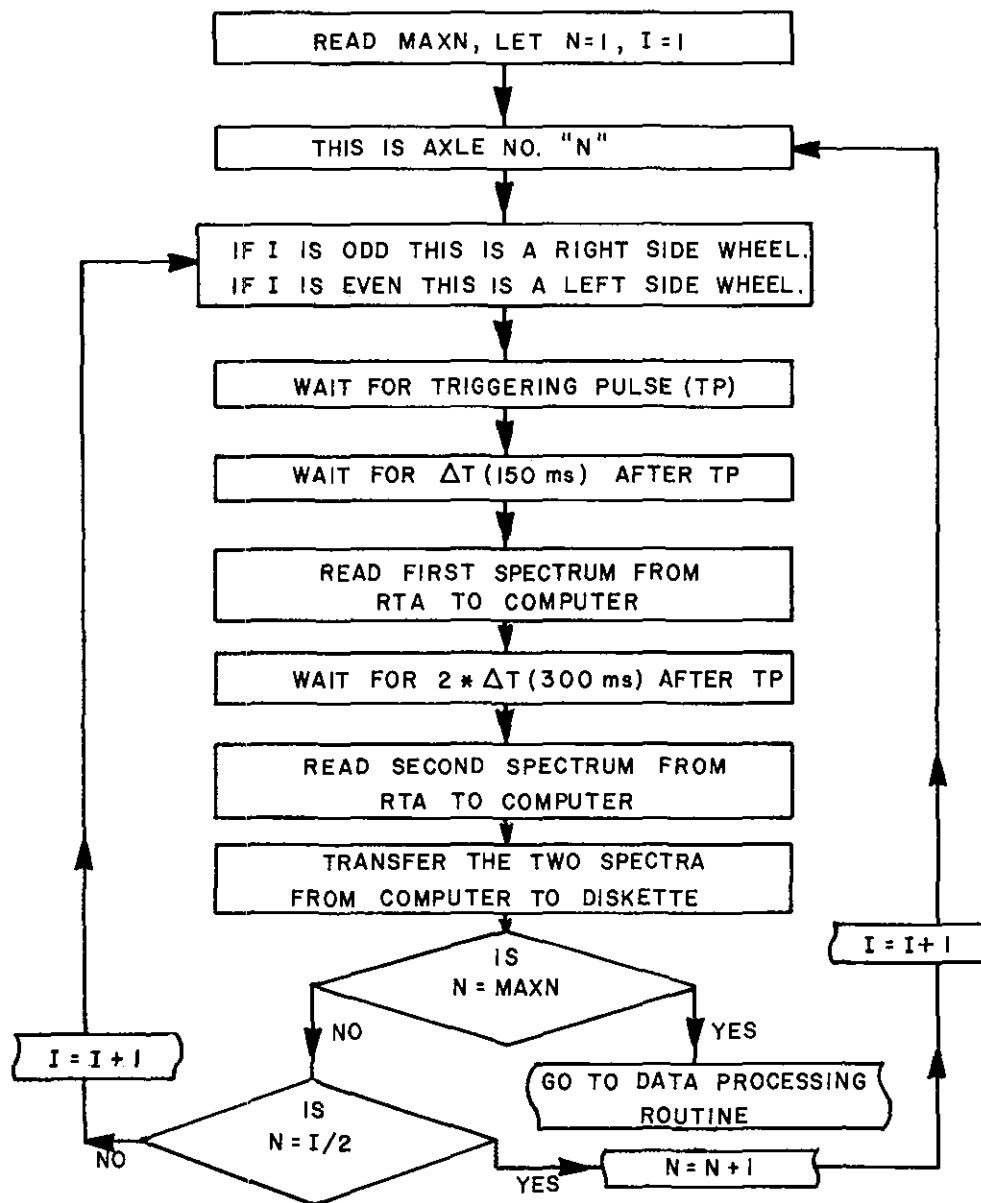 READ MAXN, LET N=1, I=1
THIS IS AXLE NO. "N"
IF I IS ODD THIS IS A RIGHT SIDE WHEEL.
IF I IS EVEN THIS IS A LEFT SIDE WHEEL.
WAIT FOR TRIGGERING PULSE (TP)
WAIT FOR ΔT (150 ms) AFTER TP
READ FIRST SPECTRUM FROM
RTA TO COMPUTER
WAIT FOR 2 * ΔT (300 ms) AFTER TP
READ SECOND SPECTRUM FROM
RTA TO COMPUTER
TRANSFER THE TWO SPECTRA
FROM COMPUTER TO DISKETTE
I = I + 1
IS
N = MAXN
NO
YES
I = I + 1
GO TO DATA PROCESSING
ROUTINE
IS
N = I/2
NO
YES
N = N + 1